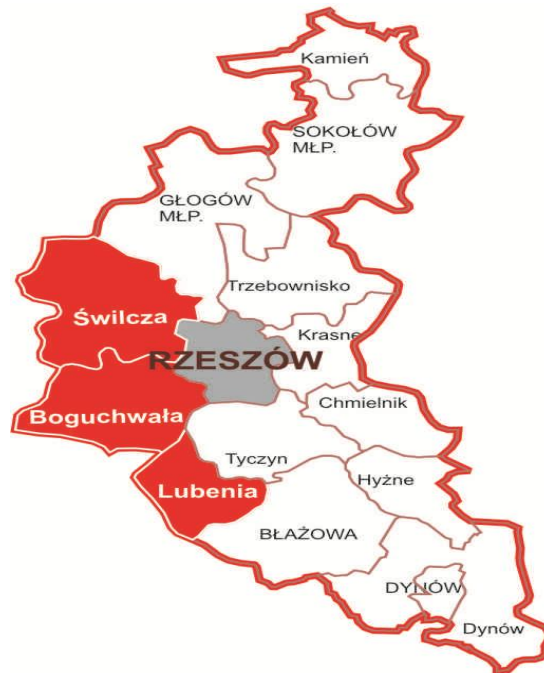 Kamień
SOKOŁÓW
MŁP.
GŁOGÓW
MŁP.
Trzebownisko
Świlcza
Krasne
RZESZÓW
Chmielnik
Boguchwała
Tyczyn
Hyżne
Lubenia
BŁAŻOWA
DYNÓW
Dynów